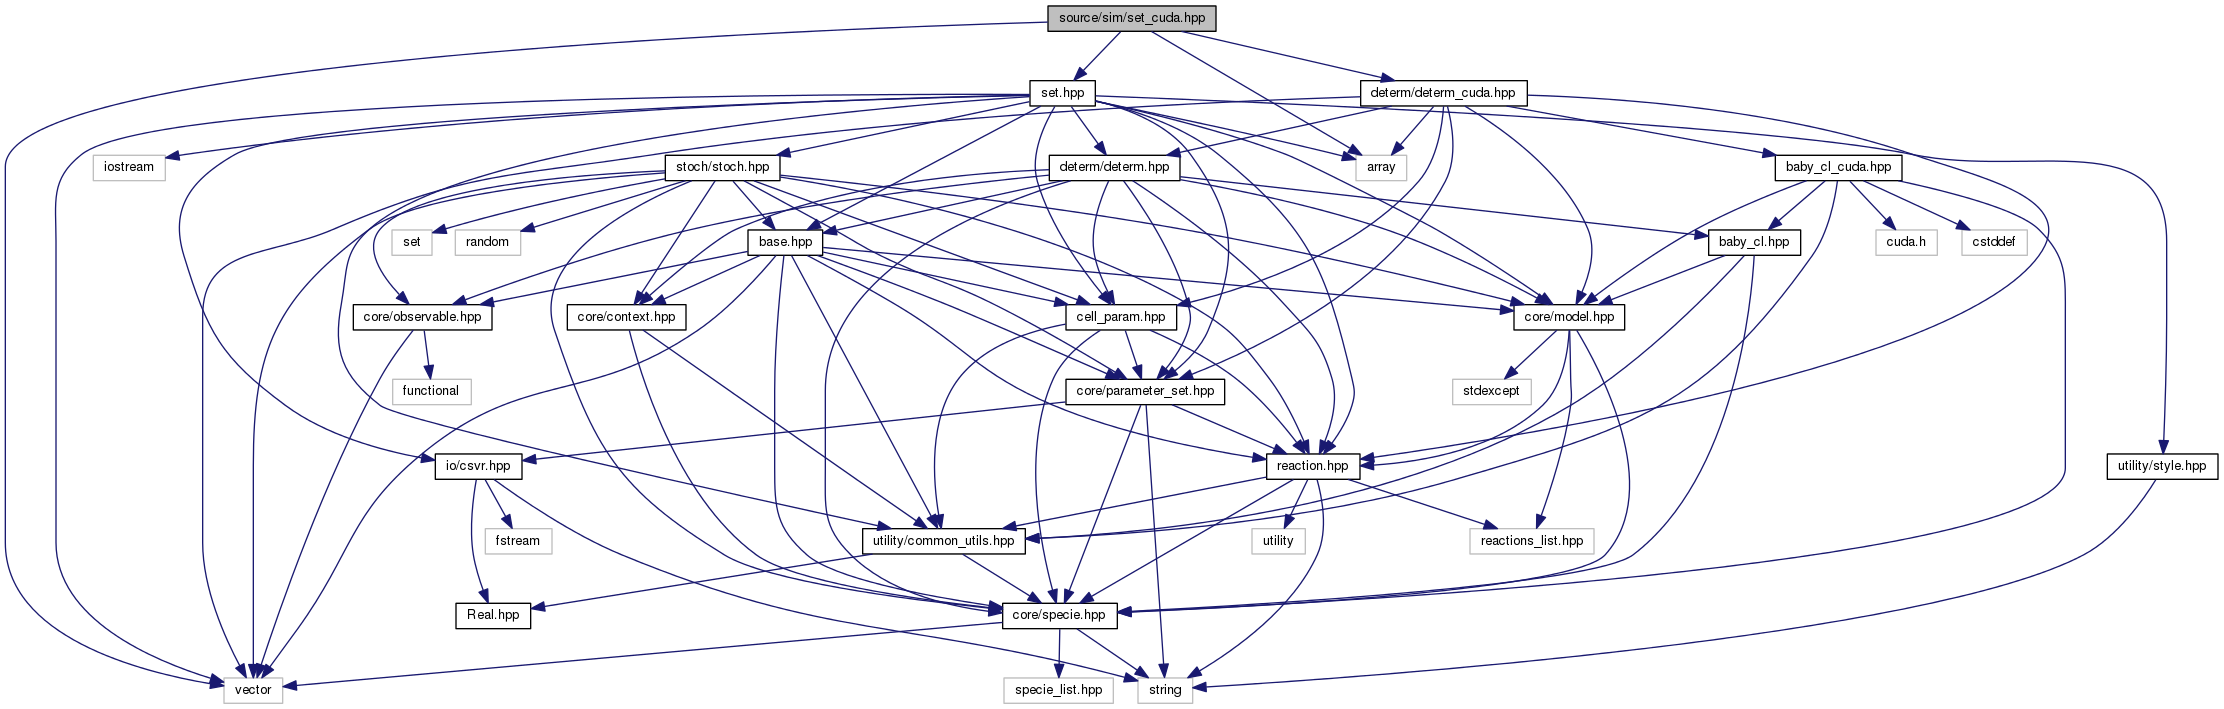 source/sim/set_cuda.hpp
set.hpp
determ/determ_cuda.hpp
iostream
stoch/stoch.hpp
determ/determ.hpp
array
baby_cl_cuda.hpp
set
random
base.hpp
baby_cl.hpp
cuda.h
cstddef
core/observable.hpp
core/context.hpp
cell_param.hpp
core/model.hpp
functional
core/parameter_set.hpp
stdexcept
io/csvr.hpp
reaction.hpp
utility/style.hpp
fstream
utility/common_utils.hpp
utility
reactions_list.hpp
Real.hpp
core/specie.hpp
vector
specie_list.hpp
string